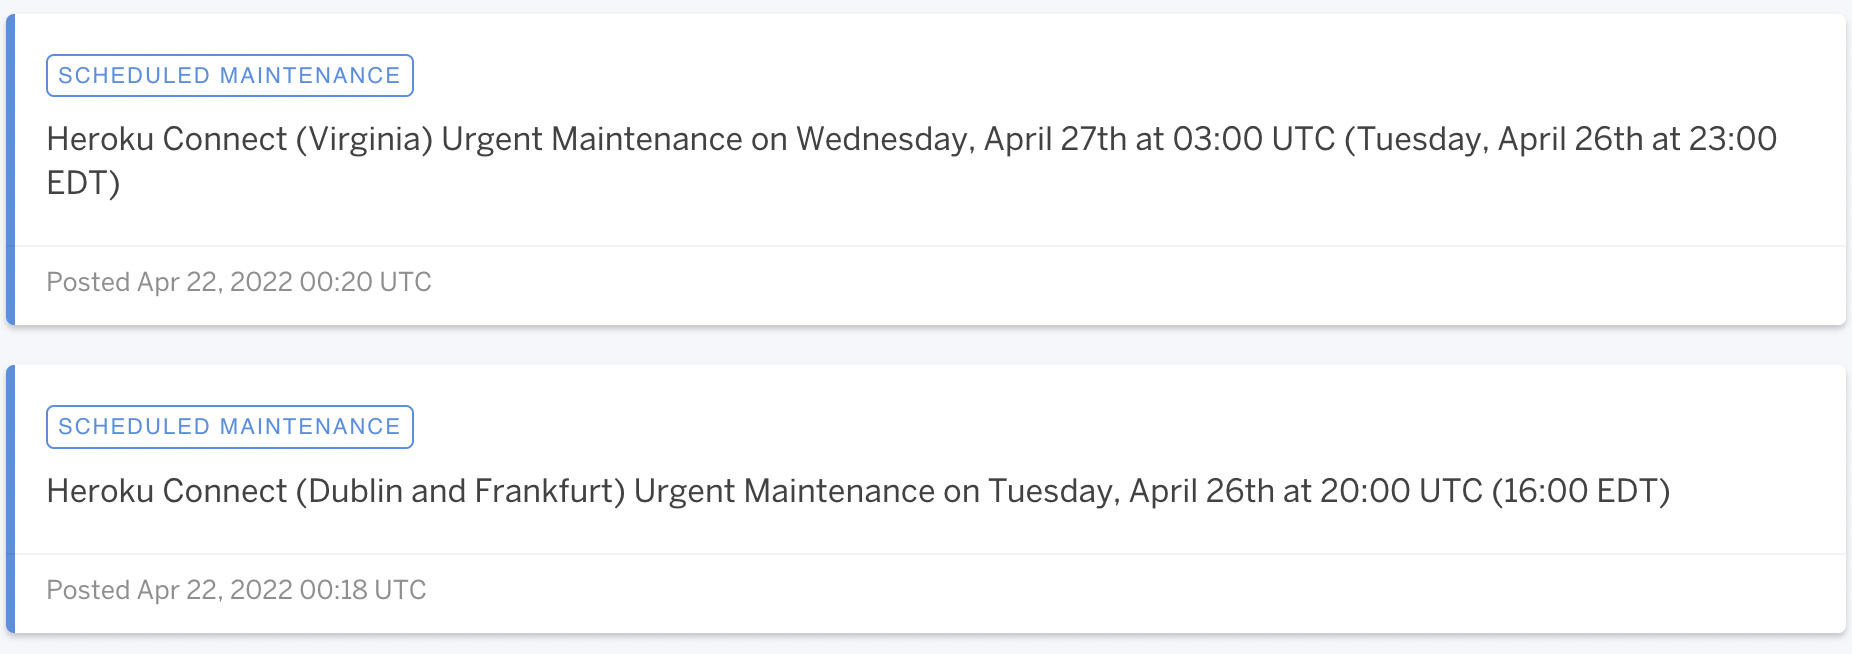 SCHEDULED MAINTENANCE
Heroku Connect (Virginia) Urgent Maintenance on Wednesday, April 27th at 03:00 UTC (Tuesday, April 26th at 23:00
EDT)
Posted Apr 22, 2022 00:20 UTC
SCHEDULED MAINTENANCE
Heroku Connect (Dublin and Frankfurt) Urgent Maintenance on Tuesday, April 26th at 20:00 UTC (16:00 EDT)
Posted Apr 22, 2022 00:18 UTC